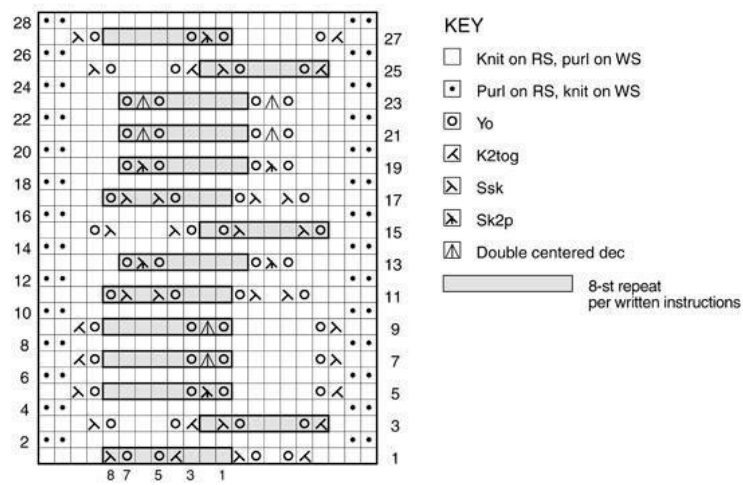 28
27
26
25
24
23
22
21
20
19
18
17
16
15
14
13
12
11
10
9
8
7
6
5
4
3
2
1
8 7 5 3 1
KEY
Knit on RS, purl on WS
Purl on RS, knit on WS
Yo
K2tog
Ssk
Sk2p
Double centered dec
8-st repeat
per written instructions